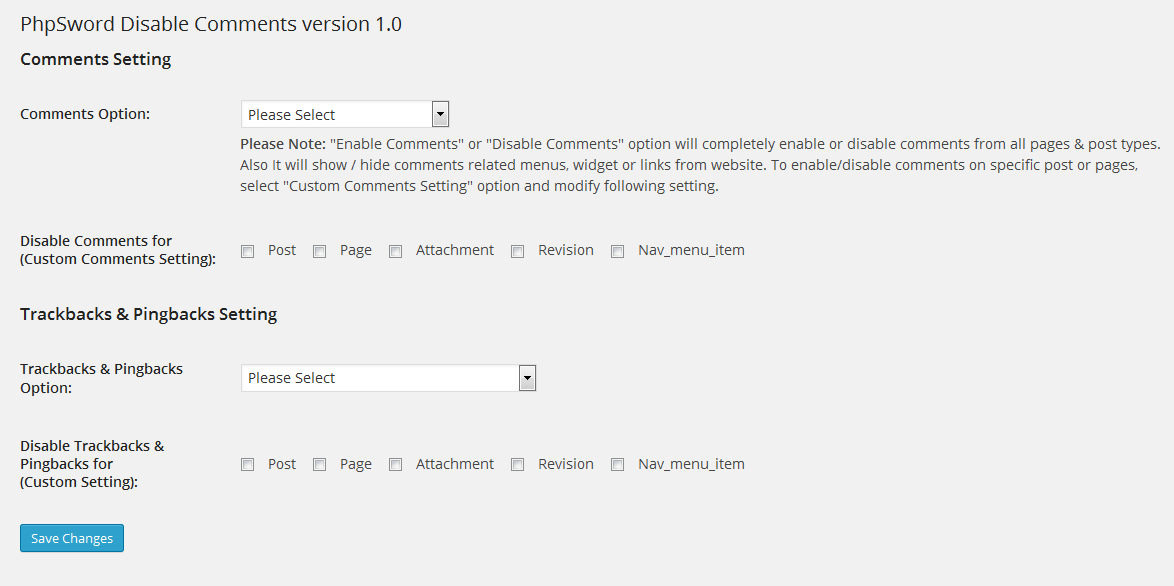 PhpSword Disable Comments version 1.0
Comments Setting
Comments Option:
Please Select
Please Note: "Enable Comments" or "Disable Comments" option will completely enable or disable comments from all pages & post types.
Also It will show / hide comments related menus, widget or links from website. To enable/disable comments on specific post or pages,
select "Custom Comments Setting" option and modify following setting.
Disable Comments for
(Custom Comments Setting):
Post Page Attachment Revision Nav_menu_item
Trackbacks & Pingbacks Setting
Trackbacks & Pingbacks
Option:
Please Select
Disable Trackbacks &
Pingbacks for
(Custom Setting):
Post Page Attachment Revision Nav_menu_item
Save Changes